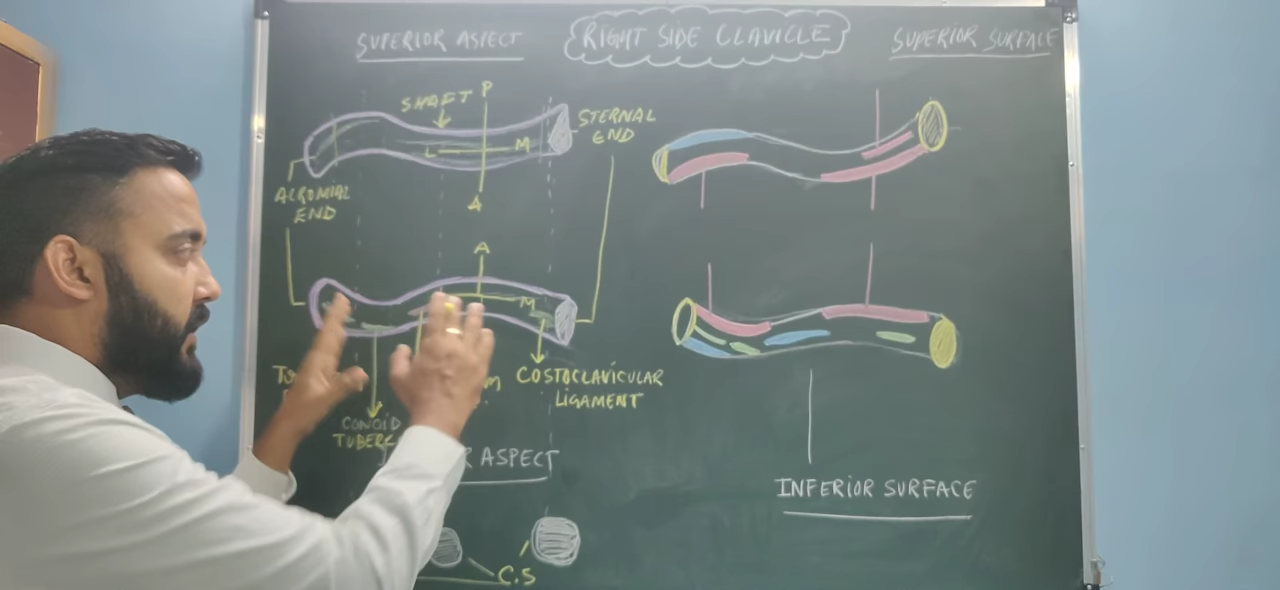 SUPERIOR ASPECT
RIGHT SIDE CLAVICLE
SUPERIOR SURFACE
SHAFT
P
STERNAL
END
L
M
ACROMIAL
END
A
A
M
COSTOCLAVICULAR
LIGAMENT
CONOID
ASPECT
INFERIOR SURFACE
C.S